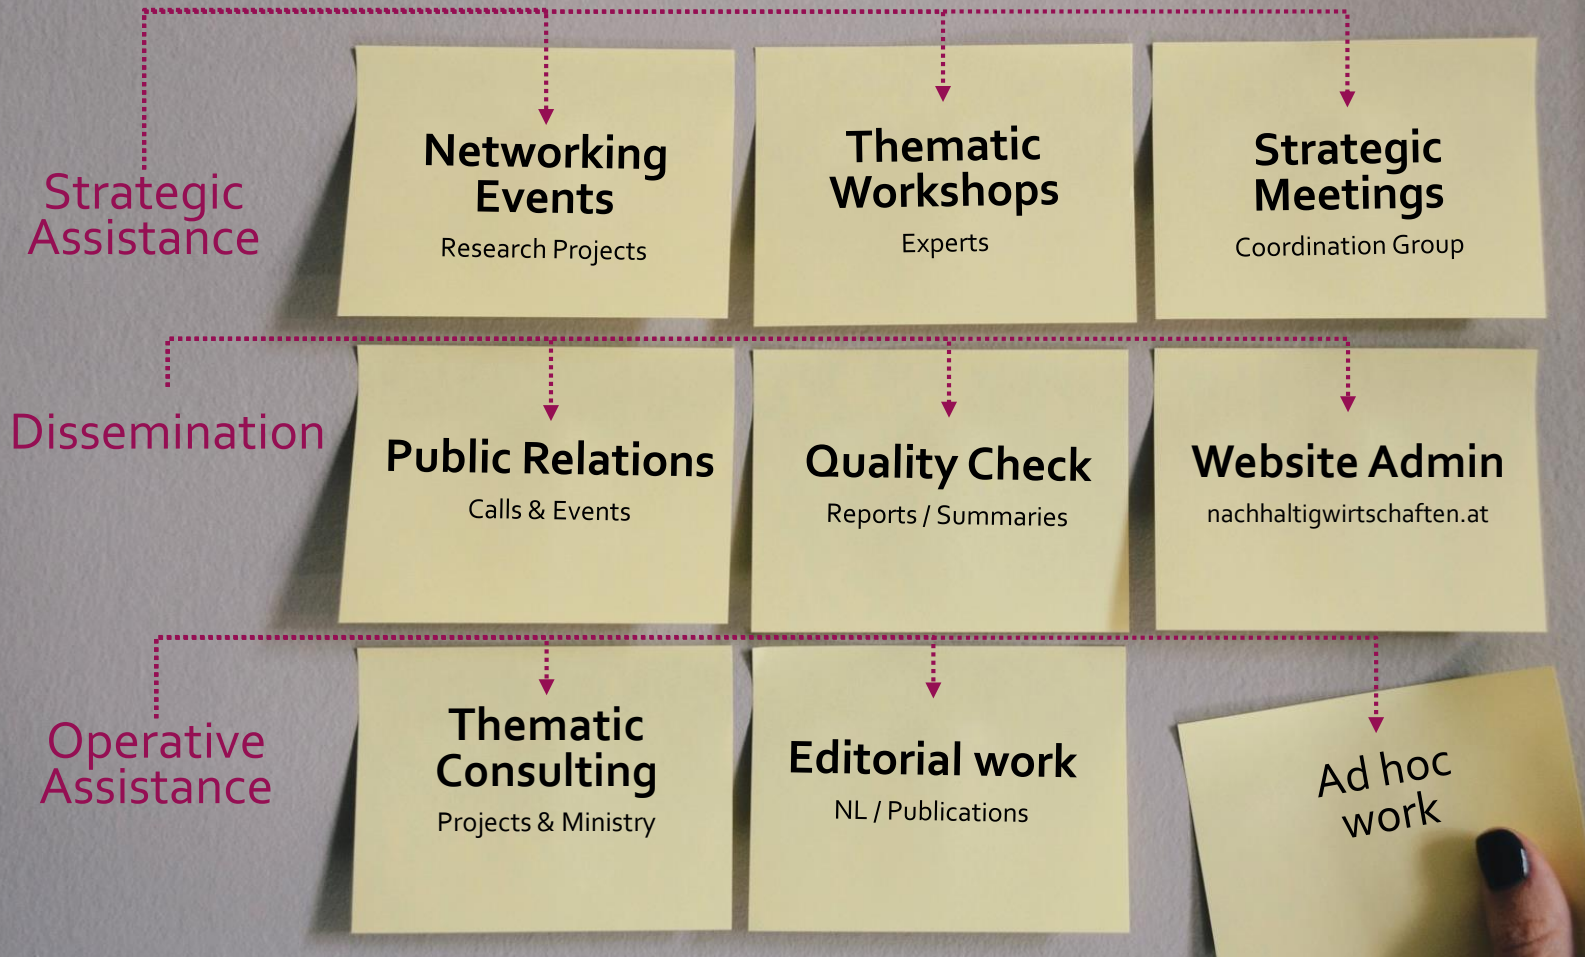 Strategic
Assistance
Networking
Events
Research Projects
Thematic
Workshops
Experts
Strategic
Meetings
Coordination Group
Dissemination
Public Relations
Calls & Events
Quality Check
Reports / Summaries
Website Admin
nachhaltigwirtschaften.at
Operative
Assistance
Thematic
Consulting
Projects & Ministry
Editorial work
NL / Publications
Ad hoc
work